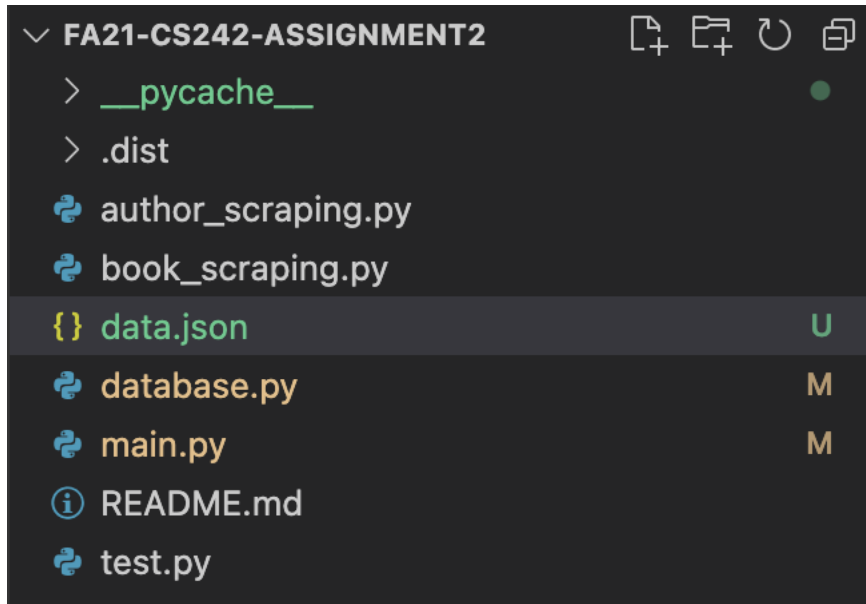 FA21-CS242-ASSIGNMENT2
__pycache__
.dist
author_scraping.py
book_scraping.py
{} data.json U
database.py M
main.py M
README.md
test.py